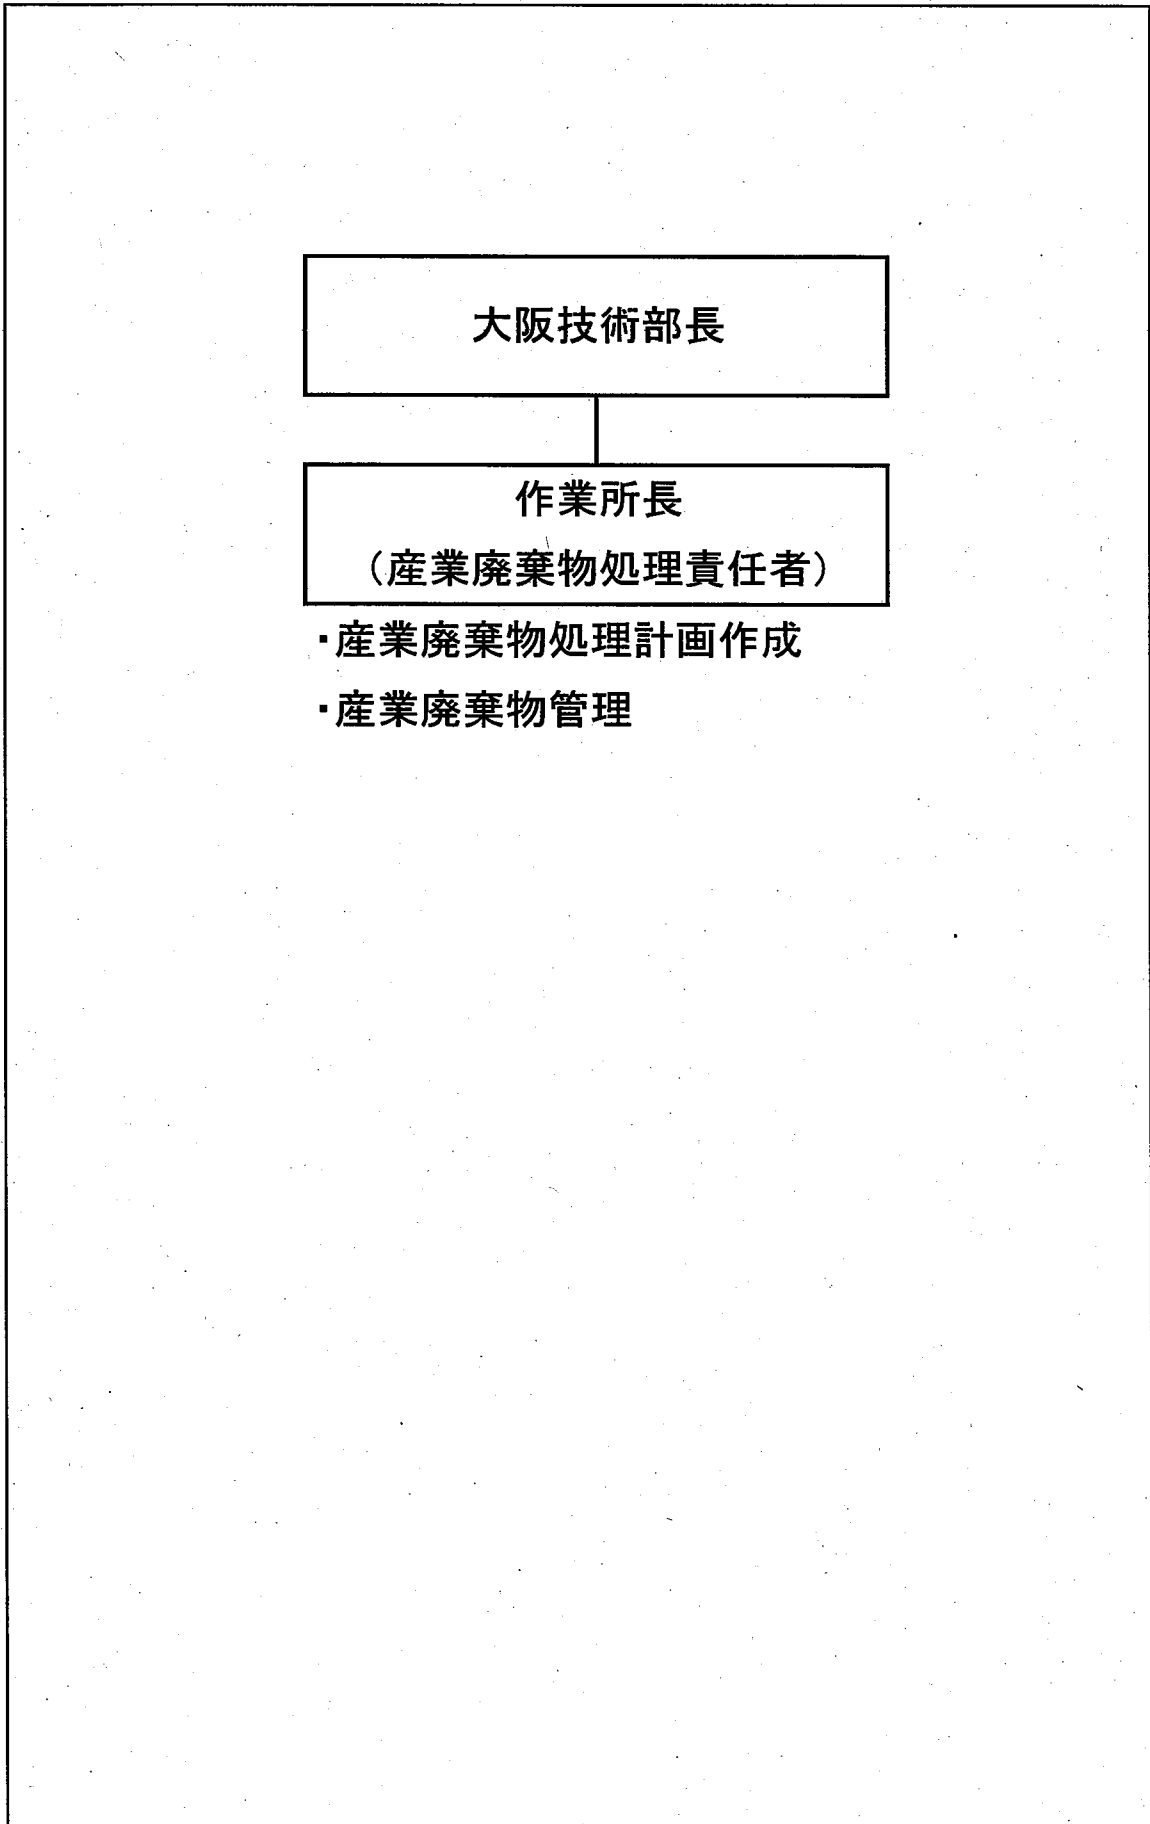 大阪技術部長
作業所長
（産業廃棄物処理責任者）
・産業廃棄物処理計画作成
・産業廃棄物管理